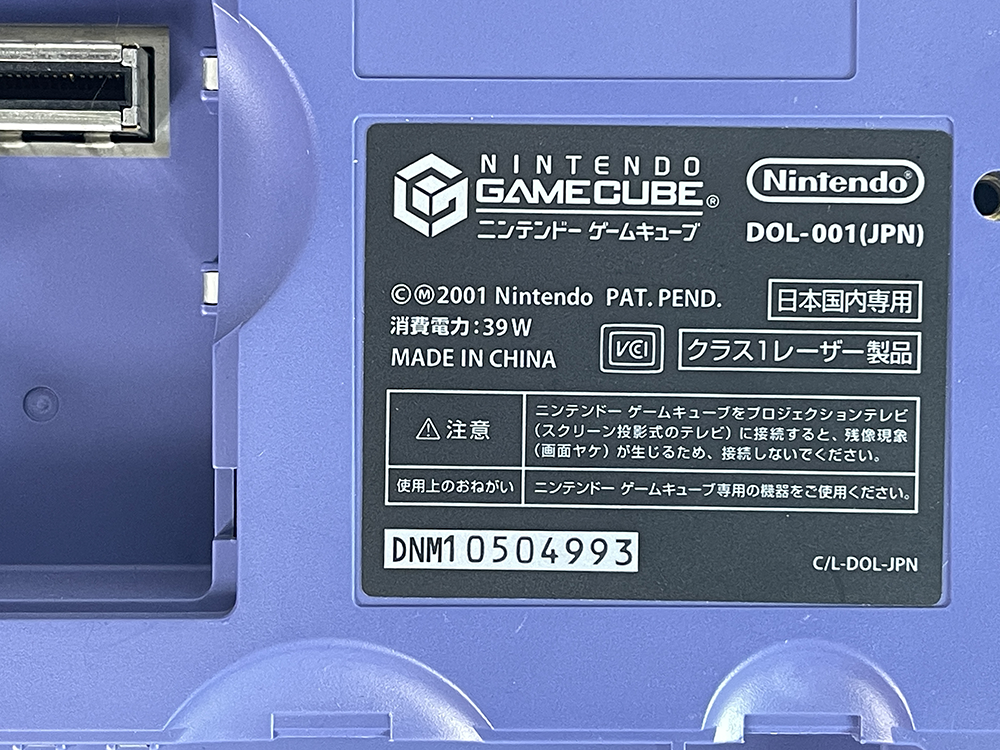 NINTENDO
GAMECUBE®
ニンテンドー ゲームキューブ
Nintendo®
DOL-001(JPN)
©Ⓜ2001 Nintendo PAT. PEND.
日本国内専用
消費電力:39W
MADE IN CHINA
VCI
クラス1レーザー製品
⚠注意
ニンテンドー ゲームキューブをプロジェクションテレビ
(スクリーン投影式のテレビ)に接続すると、残像現象
(画面ヤケ)が生じるため、接続しないでください。
使用上のおねがい
ニンテンドー ゲームキューブ専用の機器をご使用ください。
DNM10504993
C/L-DOL-JPN